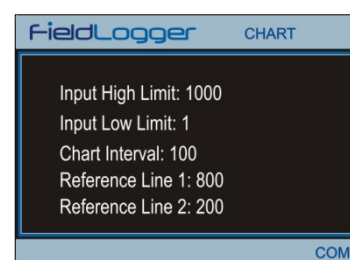 FieldLogger CHART
Input High Limit: 1000
Input Low Limit: 1
Chart Interval: 100
Reference Line 1: 800
Reference Line 2: 200
COM